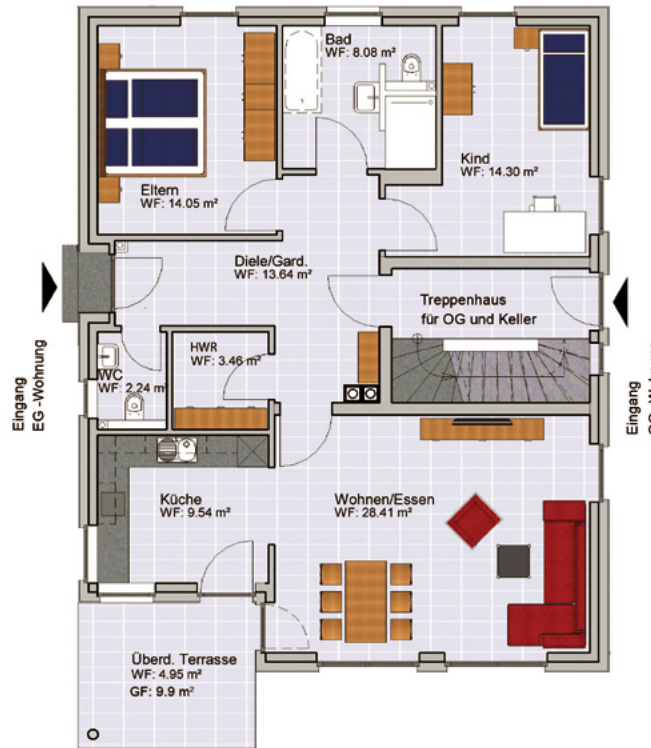 Bad
WF: 8.08 m²
Kind
WF: 14.30 m²
Eltern
WF: 14.05 m²
Diele/Gard.
WF: 13.64 m²
Treppenhaus
für OG und Keller
Eingang
EG -Wohnung
HWR
WF: 3.46 m²
WC
WF: 2.24 m²
Eingang
Küche
WF: 9.54 m²
Wohnen/Essen
WF: 28.41 m²
Überd. Terrasse
WF: 4.95 m²
GF: 9.9 m²